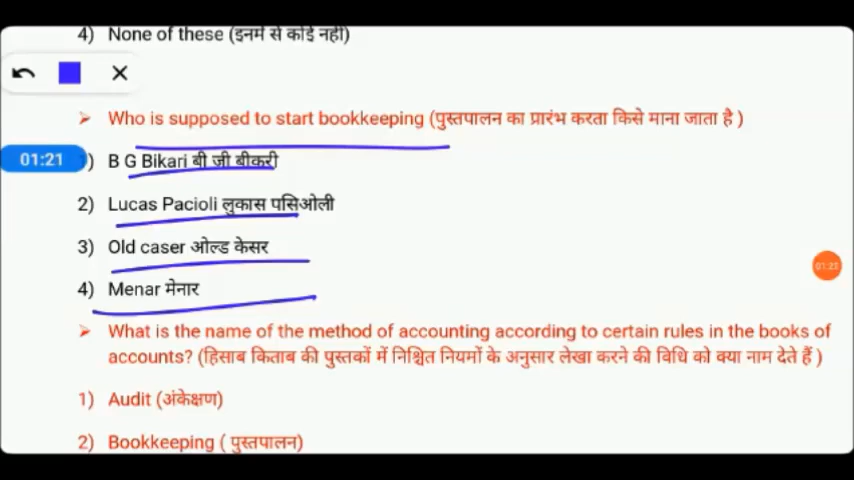 4) None of these (इनमें से कोई नहीं)
➢ Who is supposed to start bookkeeping (पुस्तपालन का प्रारंभ करता किसे माना जाता है )
01:21
1) B G Bikari बी जी बीकरी
2) Lucas Pacioli लुकास पसिओली
3) Old caser ओल्ड केसर
01:23
4) Menar मेनार
➢ What is the name of the method of accounting according to certain rules in the books of
accounts? (हिसाब किताब की पुस्तकों में निश्चित नियमों के अनुसार लेखा करने की विधि को क्या नाम देते हैं )
1) Audit (अंकेक्षण)
2) Bookkeeping ( पुस्तपालन)